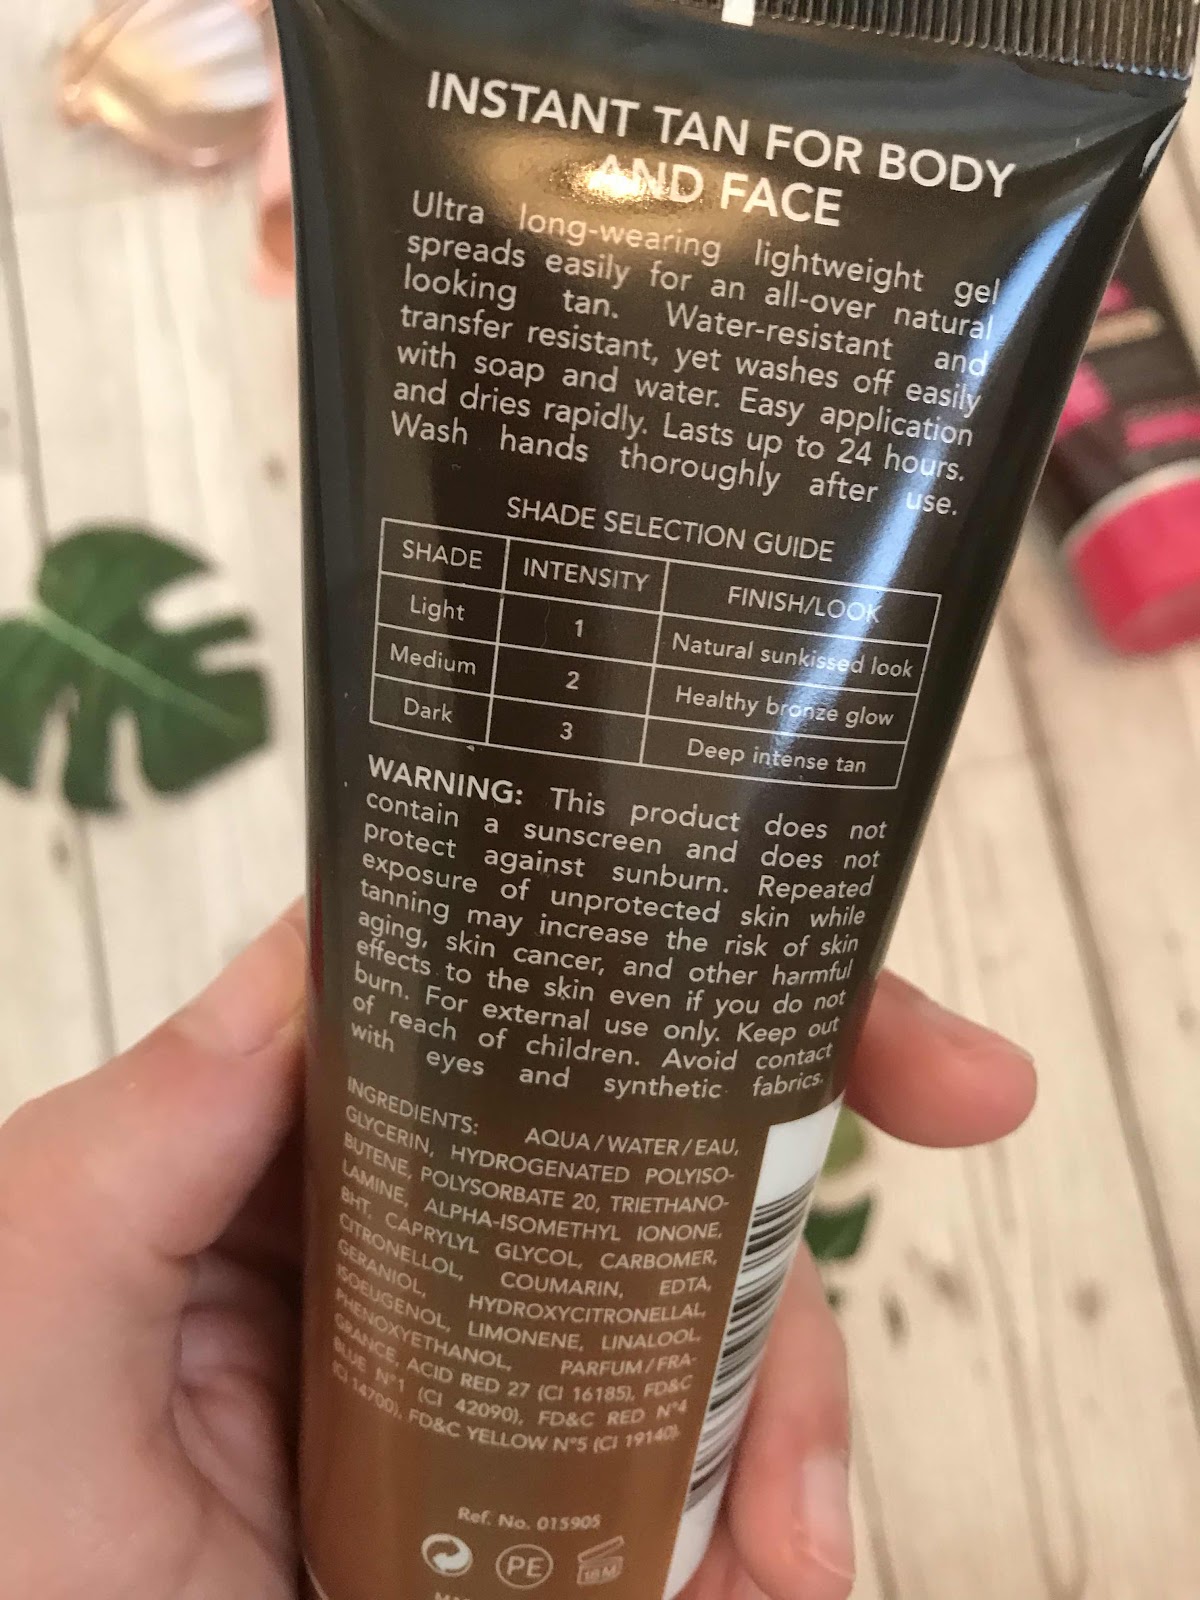 INSTANT TAN FOR BODY
AND FACE
Ultra long-wearing lightweight gel
spreads easily for an all-over natural
looking tan. Water-resistant and
transfer resistant, yet washes off easily
with soap and water. Easy application
and dries rapidly. Lasts up to 24 hours.
Wash hands thoroughly after use.
SHADE SELECTION GUIDE
SHADE INTENSITY FINISH/LOOK
Light 1 Natural sunkissed look
Medium 2 Healthy bronze glow
Dark 3 Deep intense tan
WARNING: This product does not
contain a sunscreen and does not
protect against sunburn. Repeated
exposure of unprotected skin while
tanning may increase the risk of skin
aging, skin cancer, and other harmful
effects to the skin even if you do not
burn. For external use only. Keep out
of reach of children. Avoid contact
with eyes and synthetic fabrics.
INGREDIENTS: AQUA/WATER/EAU,
GLYCERIN, HYDROGENATED POLYISO-
BUTENE, POLYSORBATE 20, TRIETHANO-
LAMINE, ALPHA-ISOMETHYL IONONE,
BHT, CAPRYLYL GLYCOL, CARBOMER,
CITRONELLOL, COUMARIN, EDTA,
GERANIOL, HYDROXYCITRONELLAL,
ISOEUGENOL, LIMONENE, LINALOOL,
PHENOXYETHANOL, PARFUM/FRA-
GRANCE, ACID RED 27 (CI 16185), FD&C
BLUE N°1 (CI 42090), FD&C RED N°4
(CI 14700), FD&C YELLOW N°5 (CI 19140).
Ref. No. 015905
PE 18M